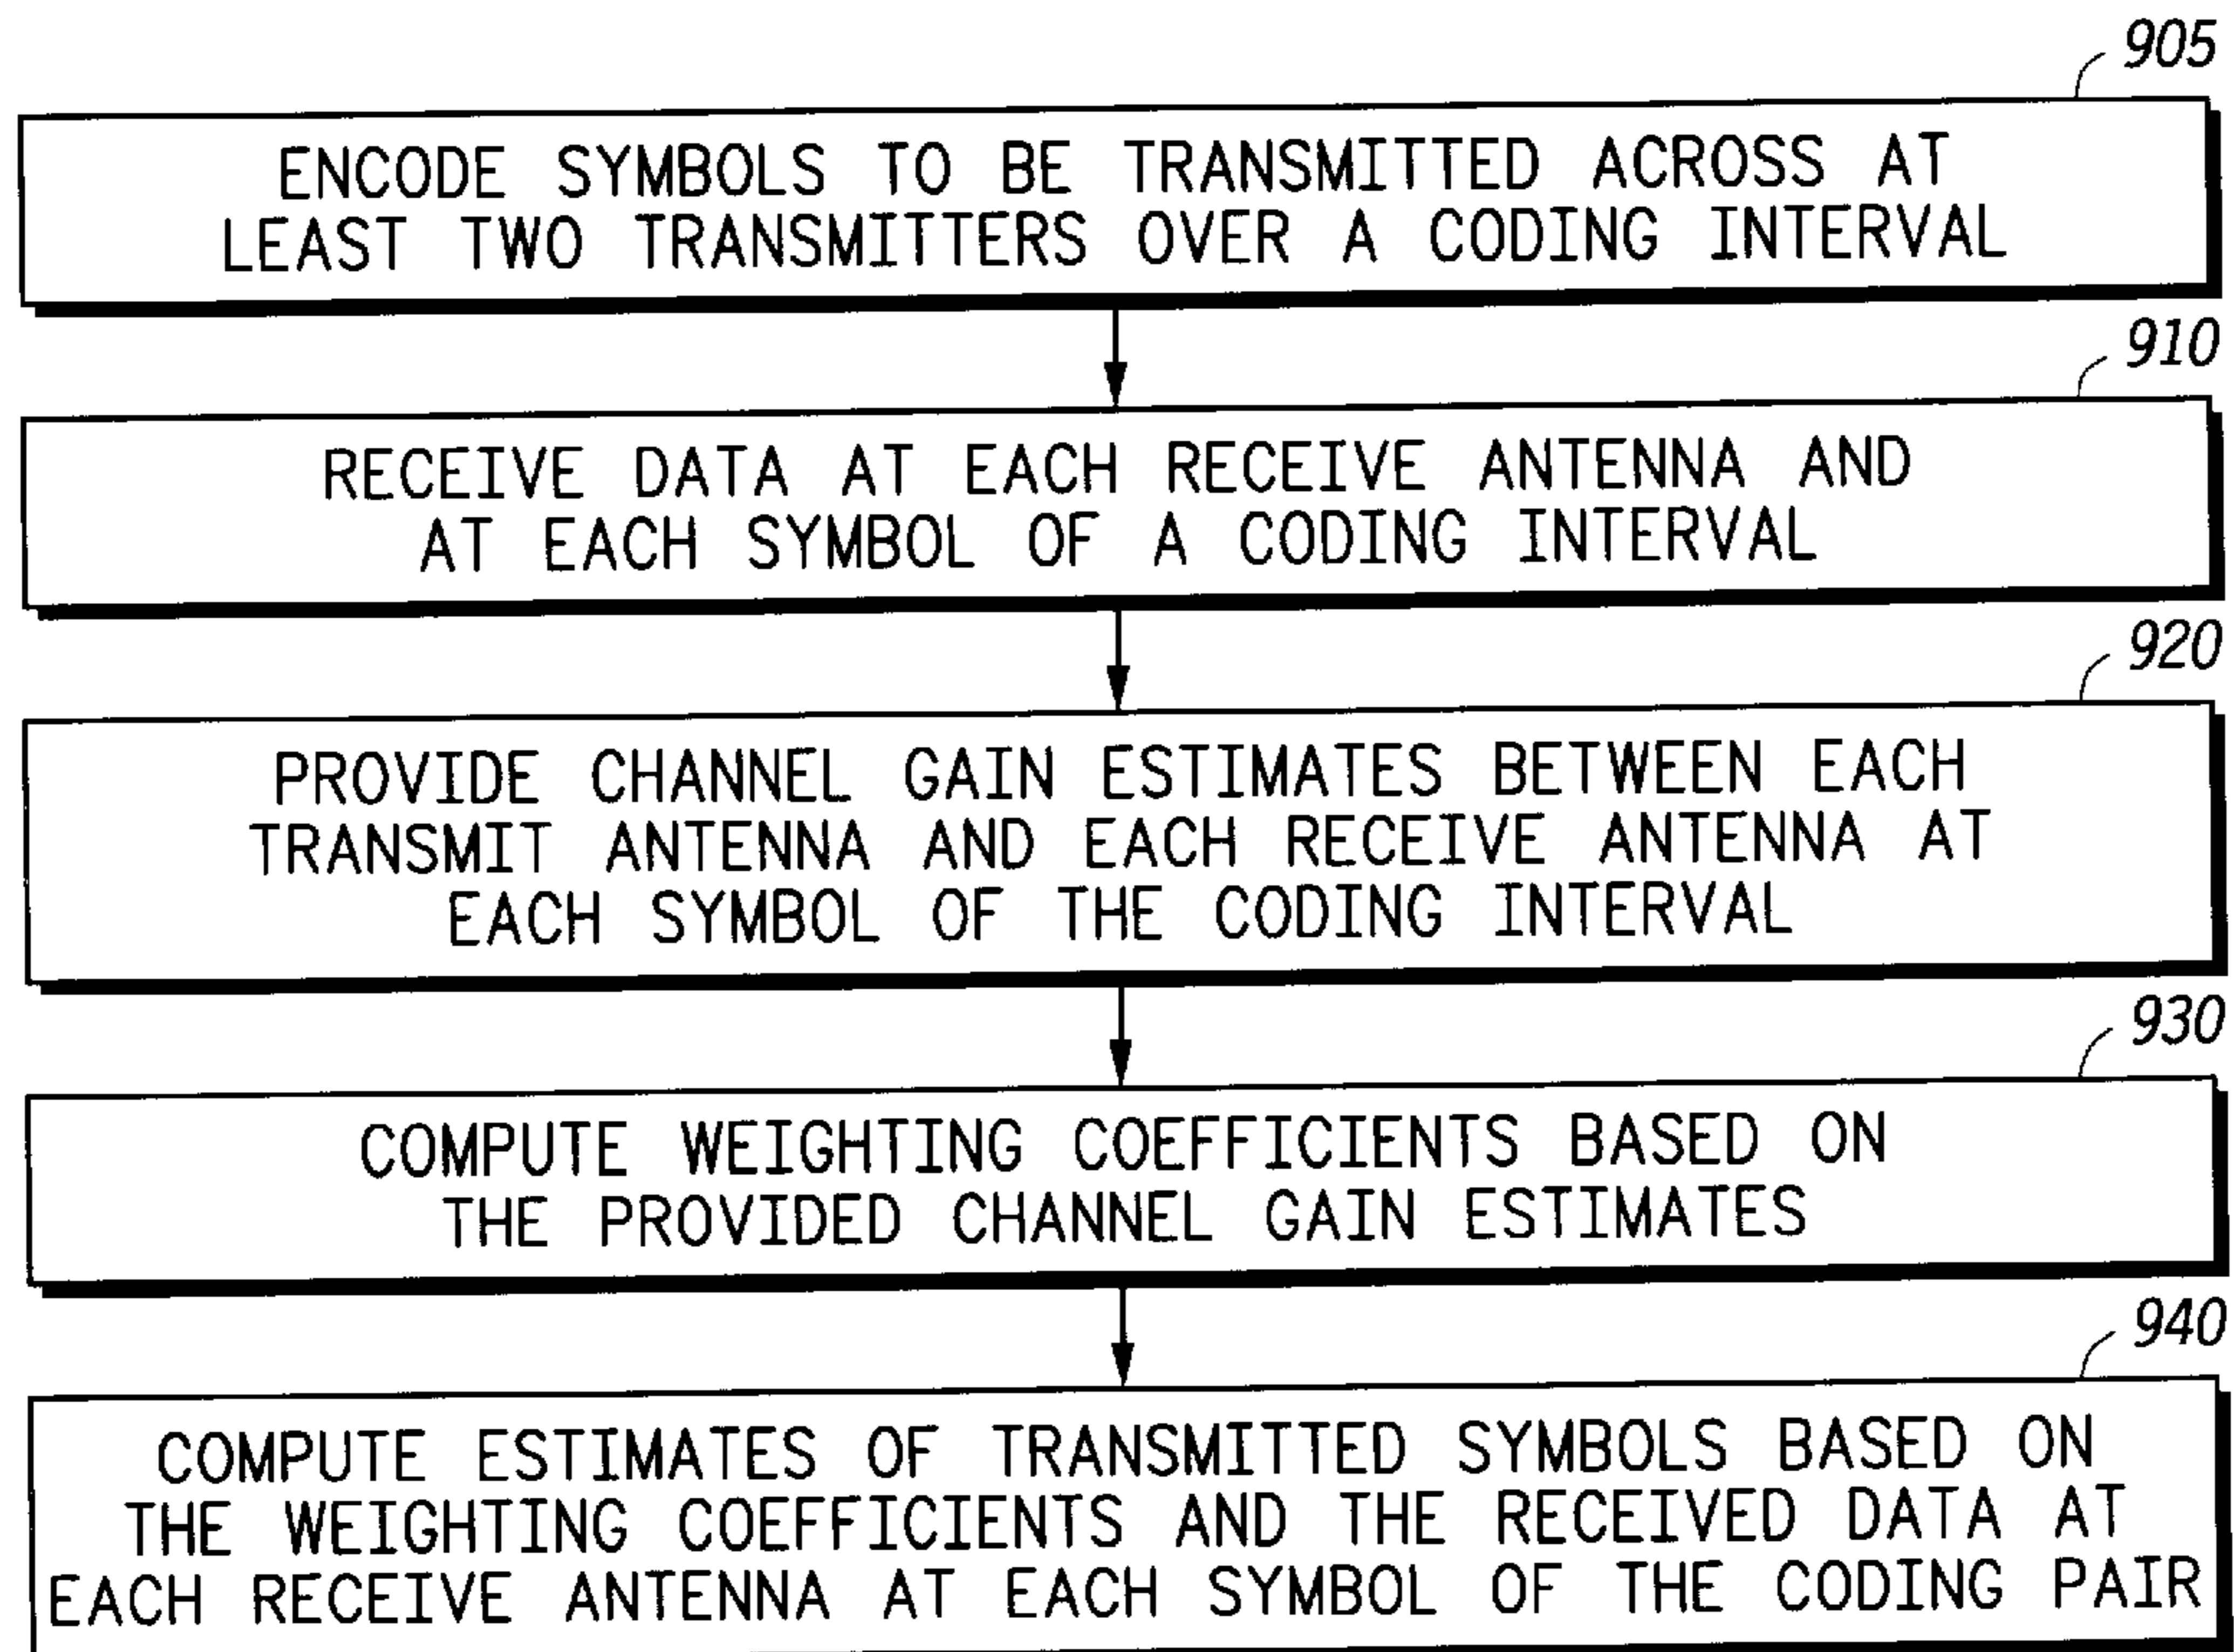 905
ENCODE SYMBOLS TO BE TRANSMITTED ACROSS AT
LEAST TWO TRANSMITTERS OVER A CODING INTERVAL
910
RECEIVE DATA AT EACH RECEIVE ANTENNA AND
AT EACH SYMBOL OF A CODING INTERVAL
920
PROVIDE CHANNEL GAIN ESTIMATES BETWEEN EACH
TRANSMIT ANTENNA AND EACH RECEIVE ANTENNA AT
EACH SYMBOL OF THE CODING INTERVAL
930
COMPUTE WEIGHTING COEFFICIENTS BASED ON
THE PROVIDED CHANNEL GAIN ESTIMATES
940
COMPUTE ESTIMATES OF TRANSMITTED SYMBOLS BASED ON
THE WEIGHTING COEFFICIENTS AND THE RECEIVED DATA AT
EACH RECEIVE ANTENNA AT EACH SYMBOL OF THE CODING PAIR